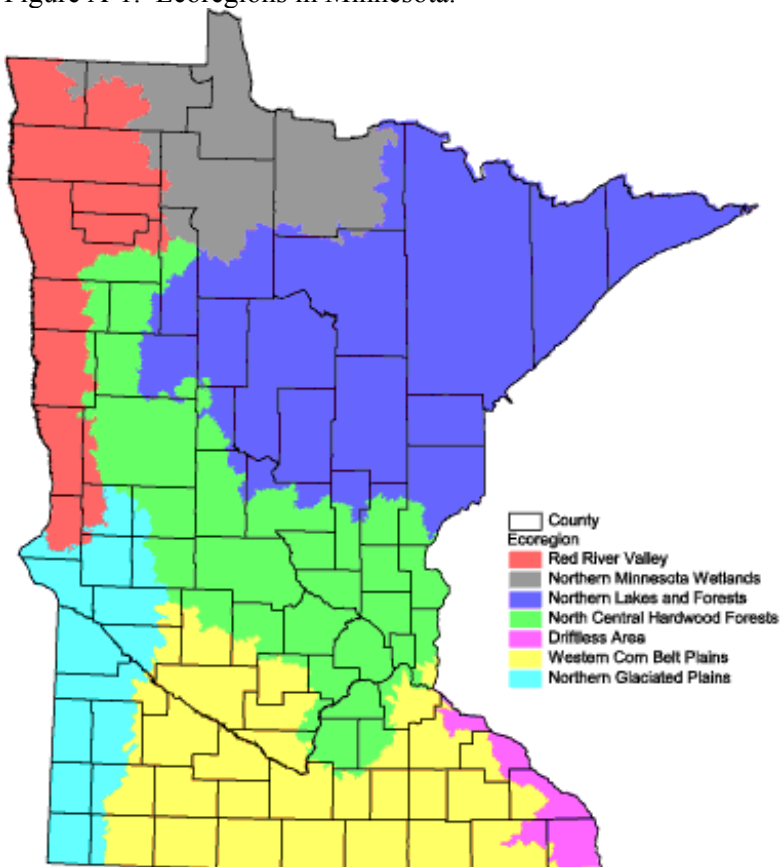 Figure A-1. Ecoregions in Minnesota.
County
Ecoregion
Red River Valley
Northern Minnesota Wetlands
Northern Lakes and Forests
North Central Hardwood Forests
Driftless Area
Western Corn Belt Plains
Northern Glaciated Plains